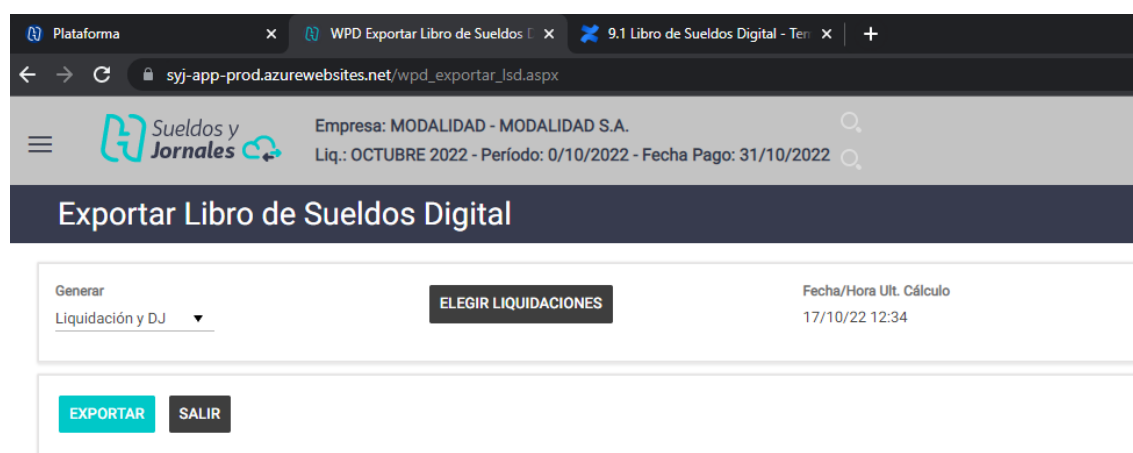 Plataforma
WPD Exportar Libro de Sueldos D
9.1 Libro de Sueldos Digital - Tem
syj-app-prod.azurewebsites.net/wpd_exportar_lsd.aspx
Sueldos y
Jornales
Empresa: MODALIDAD - MODALIDAD S.A.
Liq.: OCTUBRE 2022 - Período: 0/10/2022 - Fecha Pago: 31/10/2022
Exportar Libro de Sueldos Digital
Generar
Liquidación y DJ
ELEGIR LIQUIDACIONES
Fecha/Hora Ult. Cálculo
17/10/22 12:34
EXPORTAR SALIR